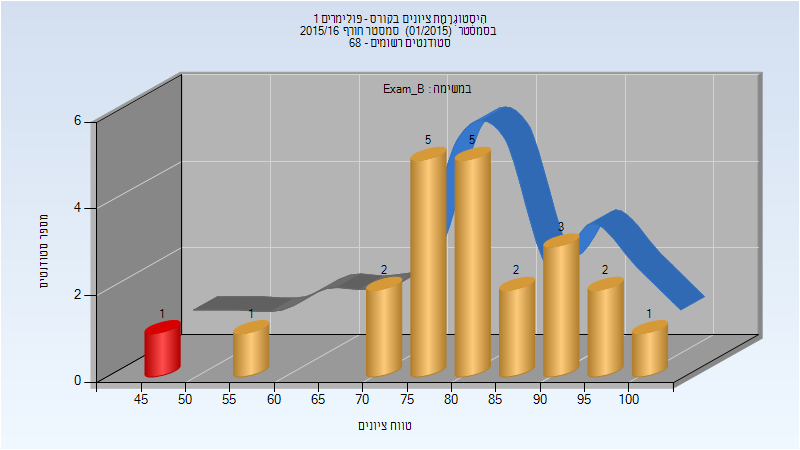 היסטוגרמת ציונים בקורס - פולימרים 1
בסמסטר (01/2015) סמסטר חורף 2015/16
סטודנטים רשומים - 68
במשימה : Exam_B
מספר סטודנטים
6
4
2
0
1
1
2
5
5
2
3
2
1
45 50 55 60 65 70 75 80 85 90 95 100
טווח ציונים